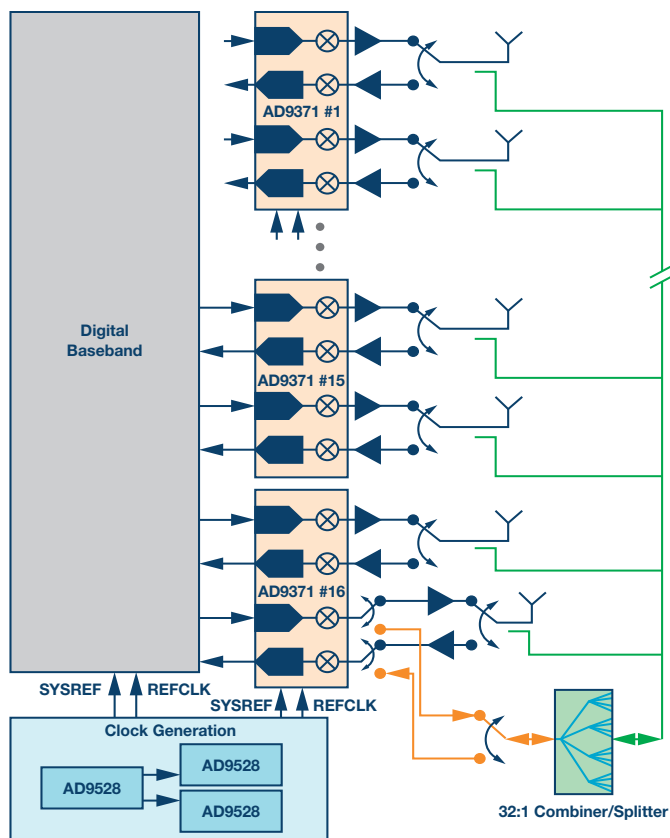 AD9371 #1
Digital
Baseband
AD9371 #15
AD9371 #16
SYSREF
REFCLK
SYSREF
REFCLK
Clock Generation
AD9528
AD9528
AD9528
32:1 Combiner/Splitter